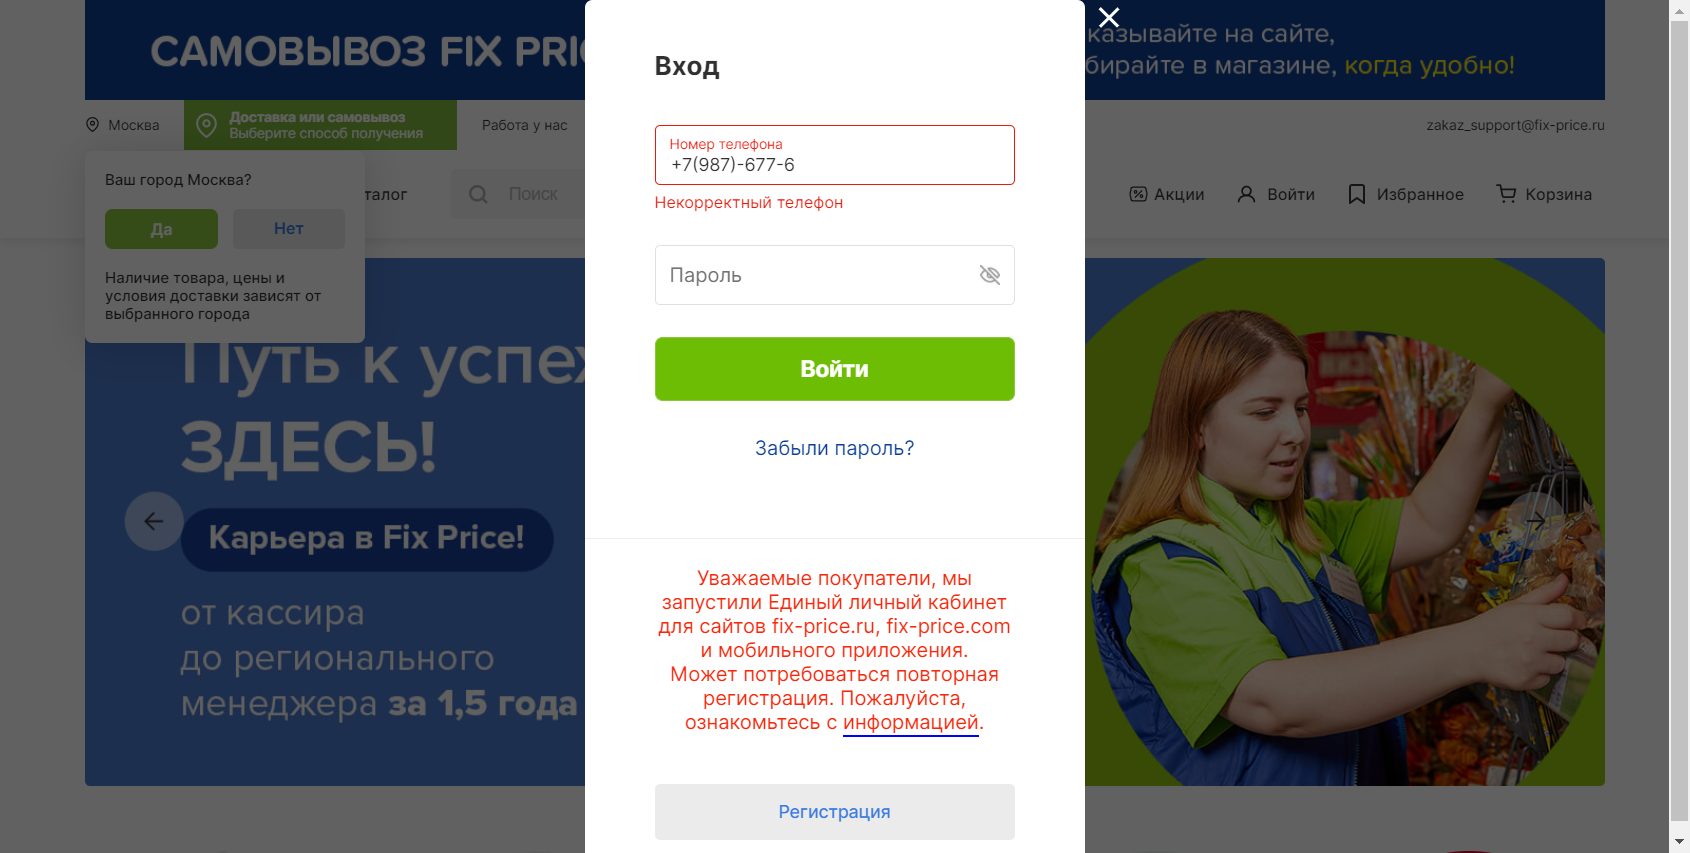 САМОВЫВОЗ FIX PRI
казывайте на сайте,
бирайте в магазине, когда удобно!
Москва
Доставка или самовывоз
Выберите способ получения
Работа у нас
zakaz_support@fix-price.ru
Ваш город Москва?
Да
Нет
Наличие товара, цены и
условия доставки зависят от
выбранного города
талог
Поиск
Акции
Войти
Избранное
Корзина
Путь к успех
ЗДЕСЬ!
Карьера в Fix Price!
от кассира
до регионального
менеджера за 1,5 года
Вход
Номер телефона
+7(987)-677-6
Некорректный телефон
Пароль
Войти
Забыли пароль?
Уважаемые покупатели, мы
запустили Единый личный кабинет
для сайтов fix-price.ru, fix-price.com
и мобильного приложения.
Может потребоваться повторная
регистрация. Пожалуйста,
ознакомьтесь с информацией.
Регистрация